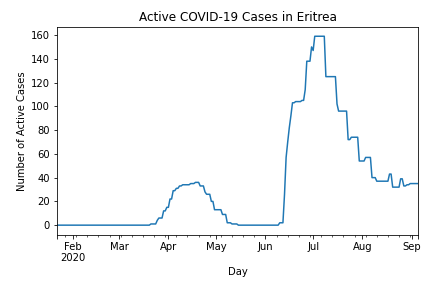 Active COVID-19 Cases in Eritrea
160
140
120
100
80
60
40
20
0
Number of Active Cases
Feb Mar Apr May Jun Jul Aug Sep
2020
Day